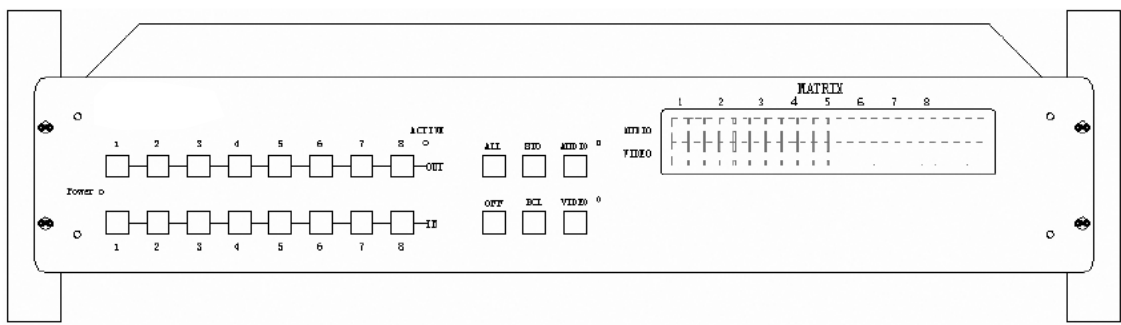 MATRIX
1 2 3 4 5 6 7 8
ACTIVE
AUDIO
VIDEO
1 2 3 4 5 6 7 8
OUT
ALL STO AUDIO
Power
IN
OFF RCL VIDEO
1 2 3 4 5 6 7 8